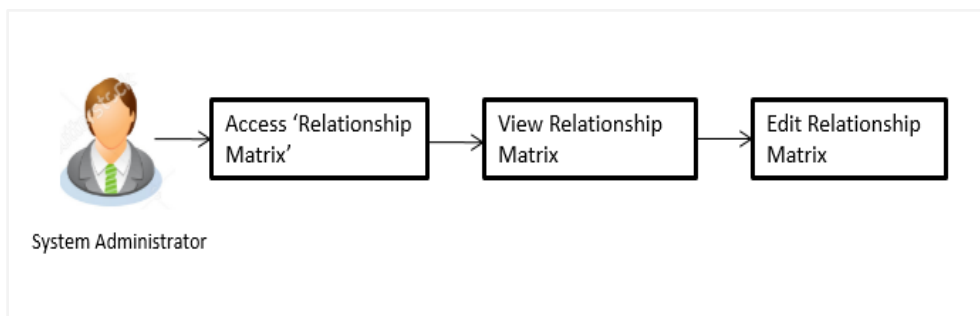 Access 'Relationship
Matrix'
View Relationship
Matrix
Edit Relationship
Matrix
System Administrator